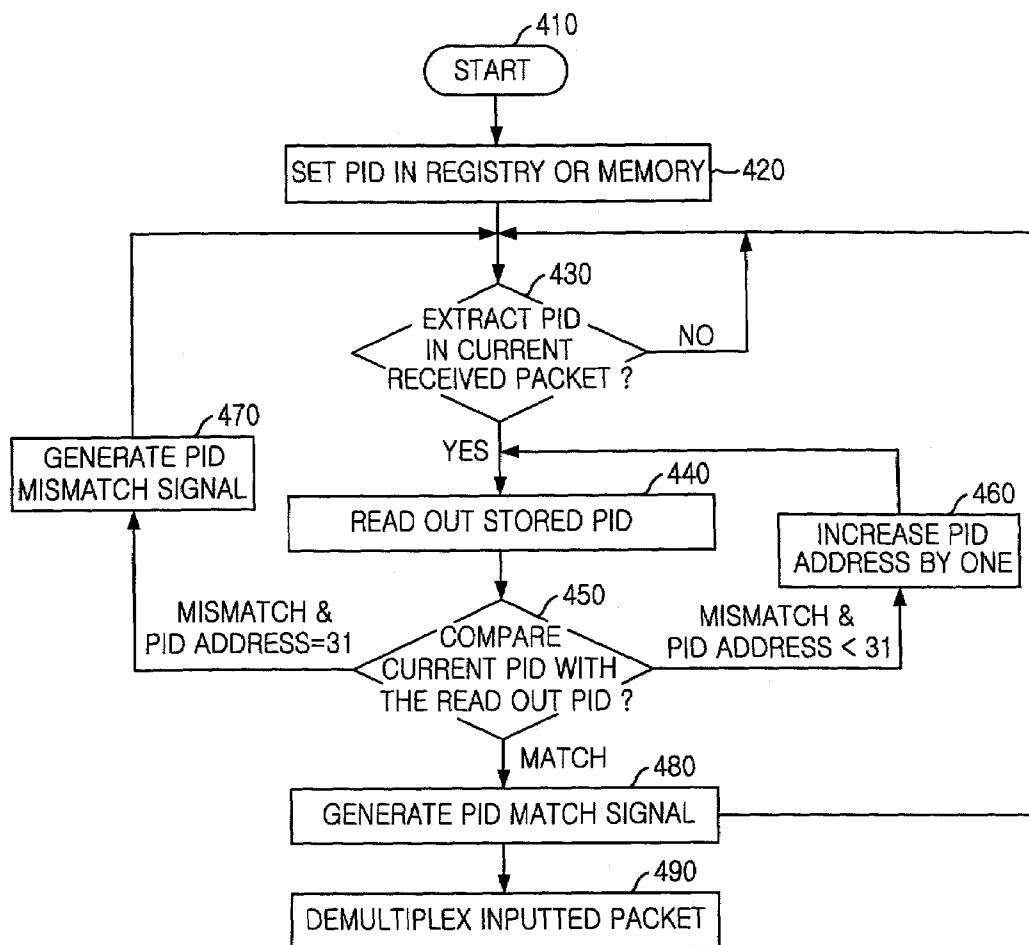 410
START
SET PID IN REGISTRY OR MEMORY
420
430
EXTRACT PID
IN CURRENT
RECEIVED PACKET ?
NO
YES
470
GENERATE PID
MISMATCH SIGNAL
440
READ OUT STORED PID
460
INCREASE PID
ADDRESS BY ONE
MISMATCH &
PID ADDRESS=31
450
COMPARE
CURRENT PID WITH
THE READ OUT PID ?
MISMATCH &
PID ADDRESS < 31
MATCH
480
GENERATE PID MATCH SIGNAL
490
DEMULTIPLEX INPUTTED PACKET